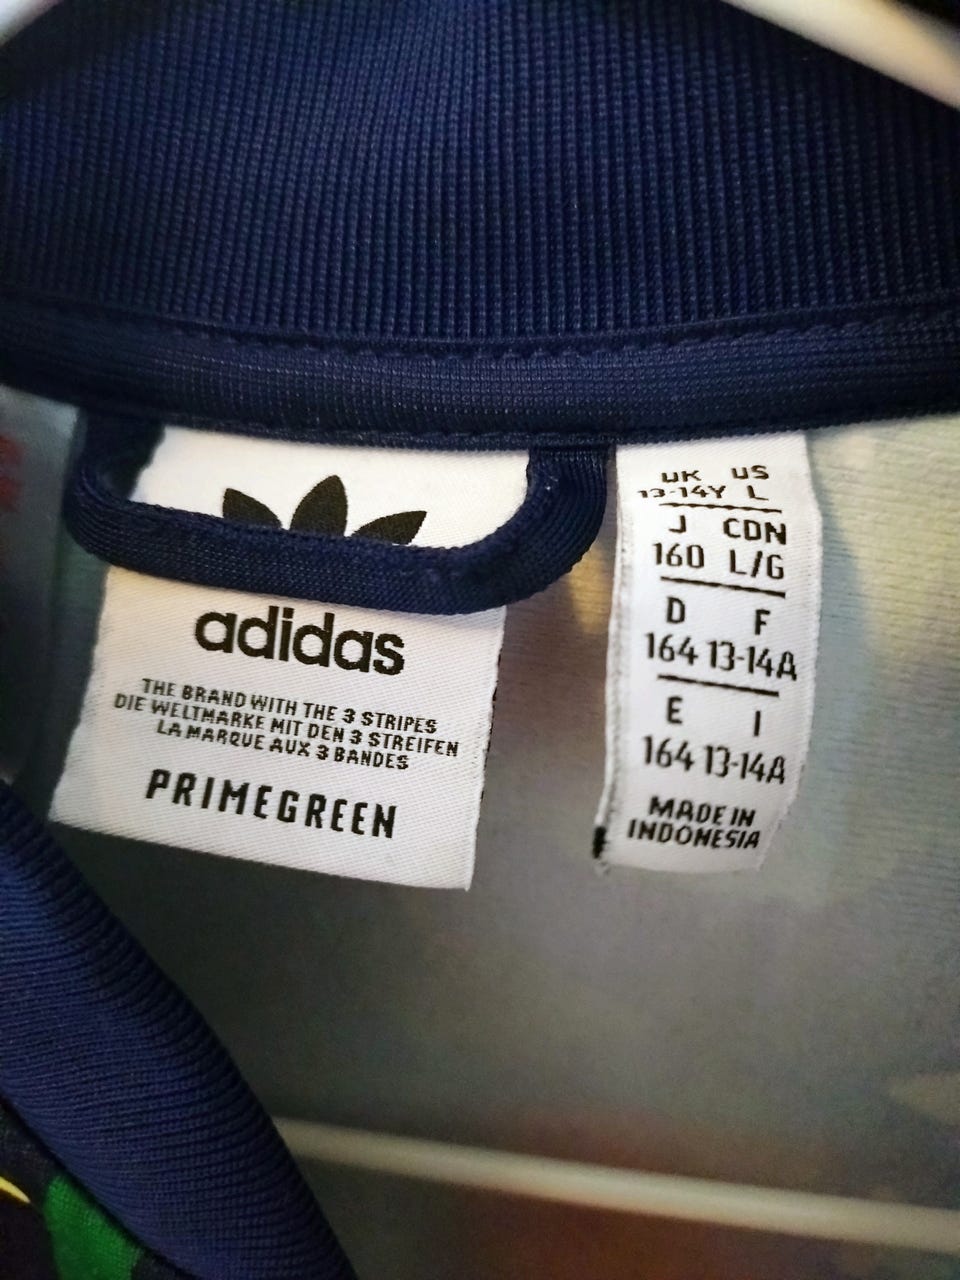 adidas
THE BRAND WITH THE 3 STRIPES
DIE WELTMARKE MIT DEN 3 STREIFEN
LA MARQUE AUX 3 BANDES
PRIMEGREEN
UK US
13-14Y L
J CDN
160 L/G
D F
164 13-14A
E I
164 13-14A
MADE IN
INDONESIA